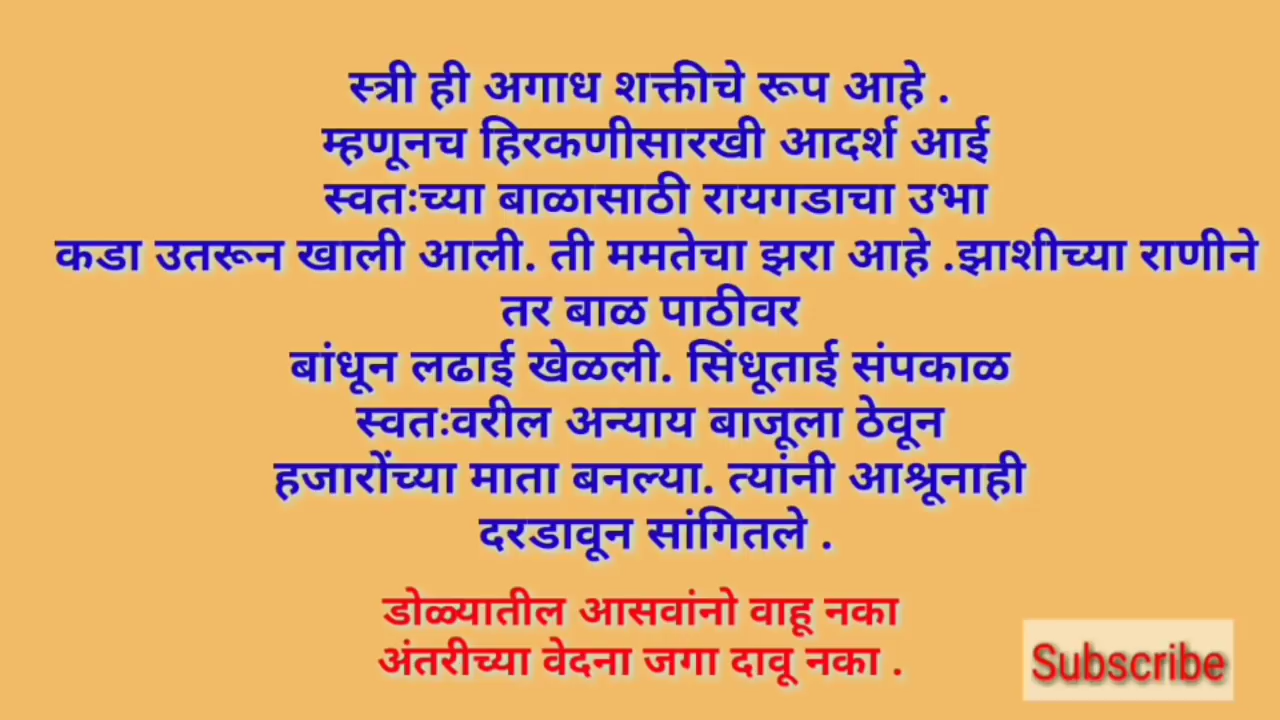 स्त्री ही अगाध शक्तीचे रूप आहे .
म्हणूनच हिरकणीसारखी आदर्श आई
स्वतःच्या बाळासाठी रायगडाचा उभा
कडा उतरून खाली आली. ती ममतेचा झरा आहे .झाशीच्या राणीने
तर बाळ पाठीवर
बांधून लढाई खेळली. सिंधूताई संपकाळ
स्वतःवरील अन्याय बाजूला ठेवून
हजारोंच्या माता बनल्या. त्यांनी आश्रूनाही
दरडावून सांगितले .
डोळ्यातील आसवांनो वाहू नका
अंतरीच्या वेदना जगा दावू नका .
Subscribe